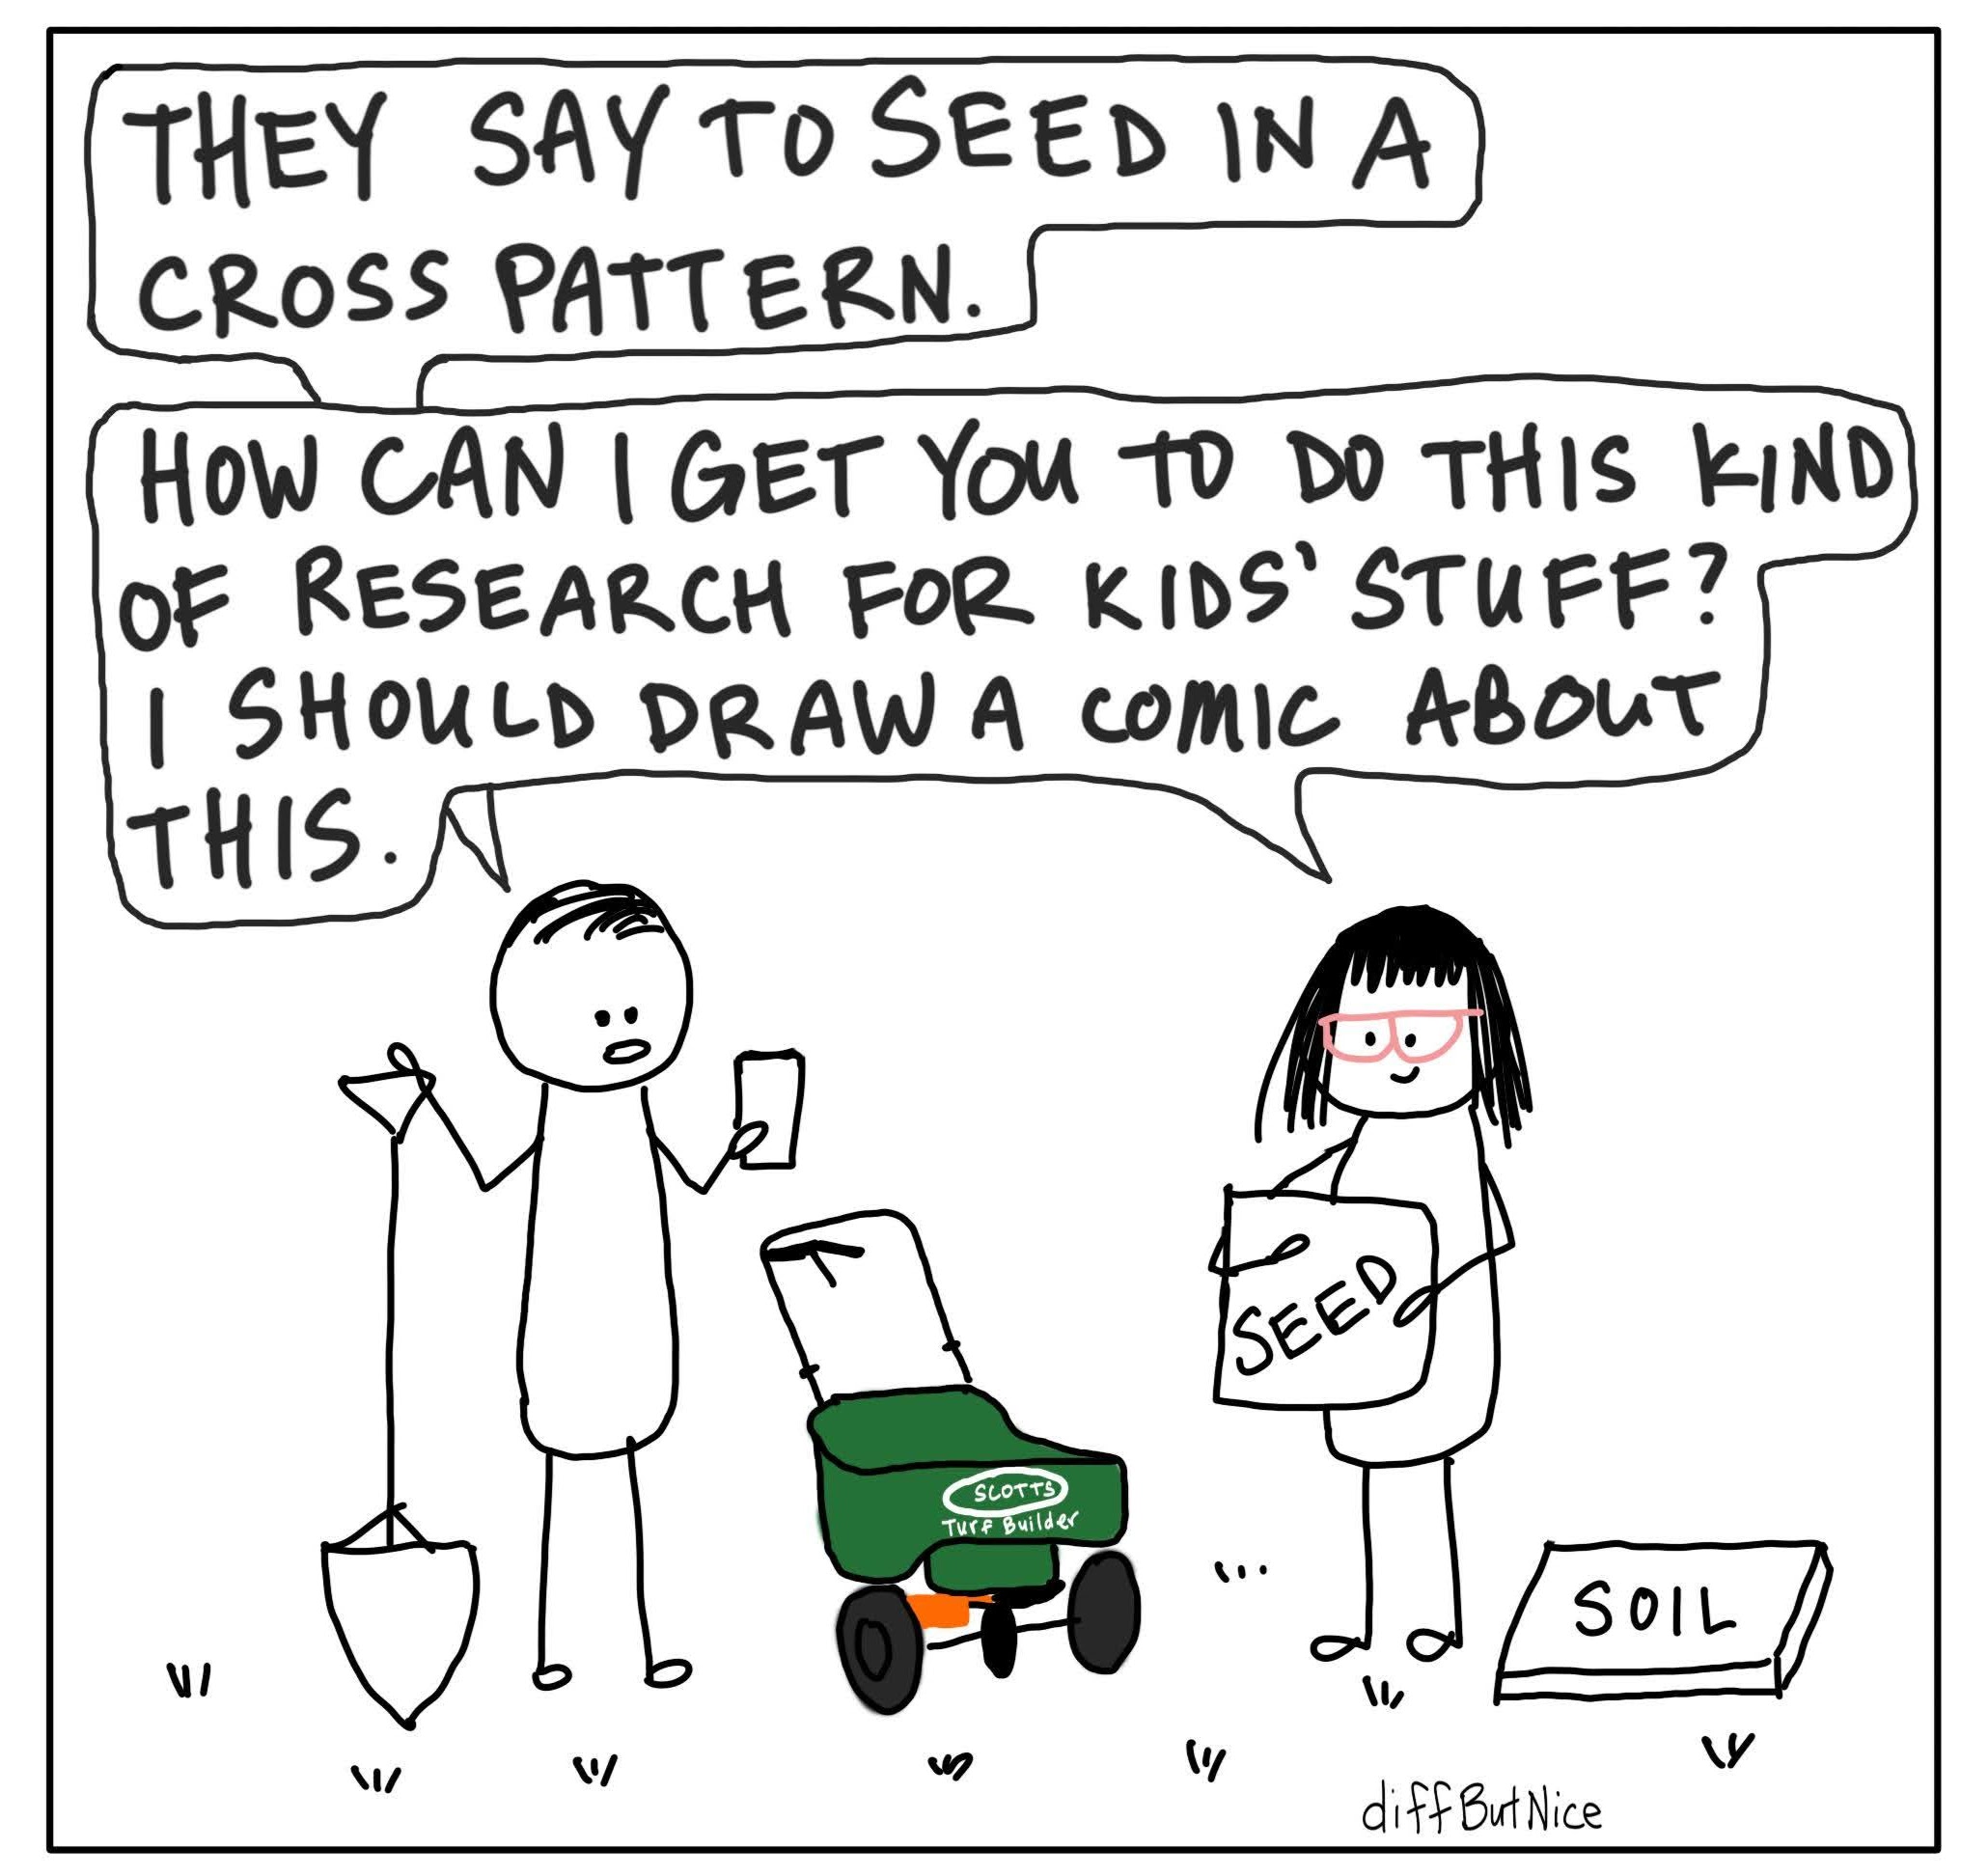 THEY SAY TO SEED IN A
CROSS PATTERN.
HOW CAN I GET YOU TO DO THIS KIND
OF RESEARCH FOR KIDS' STUFF?
I SHOULD DRAW A COMIC ABOUT
THIS.
SEED
SCOTTS
Turf Builder
SOIL
diffButNice